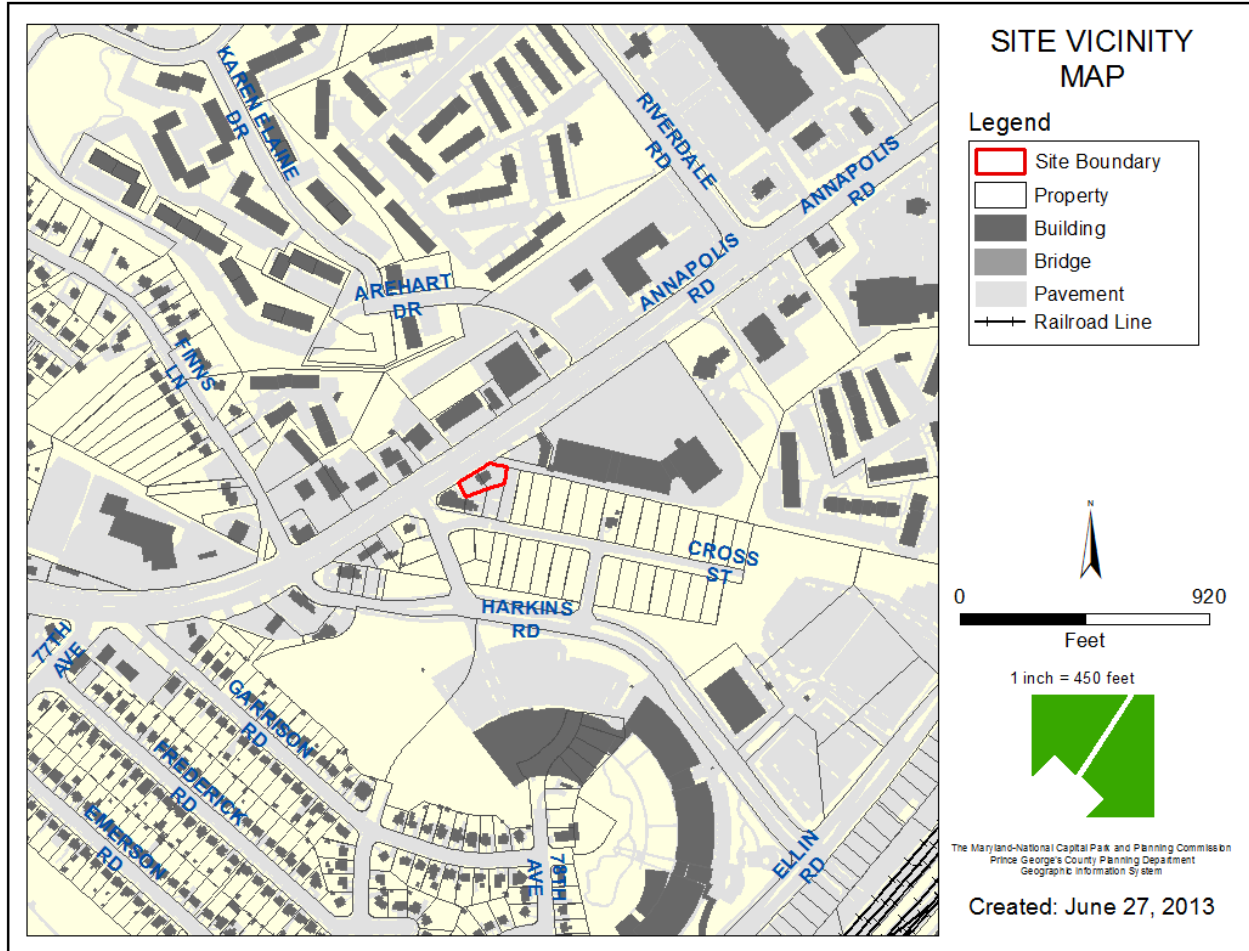 SITE VICINITY
MAP
Legend
Site Boundary
Property
Building
Bridge
Pavement
Railroad Line
KAREN ELAINE
DR
RIVERDALE
RD
ANNAPOLIS
RD
ANNAPOLIS
RD
AREHART
DR
FINNS
LN
CROSS
ST
HARKINS
RD
77TH
AVE
GARRISON
RD
FREDERICK
RD
EMERSON
RD
78TH
AVE
ELLIN
RD
N
0 920
Feet
1 inch = 450 feet
The Maryland-National Capital Park and Planning Commission
Prince George's County Planning Department
Geographic Information System
Created: June 27, 2013